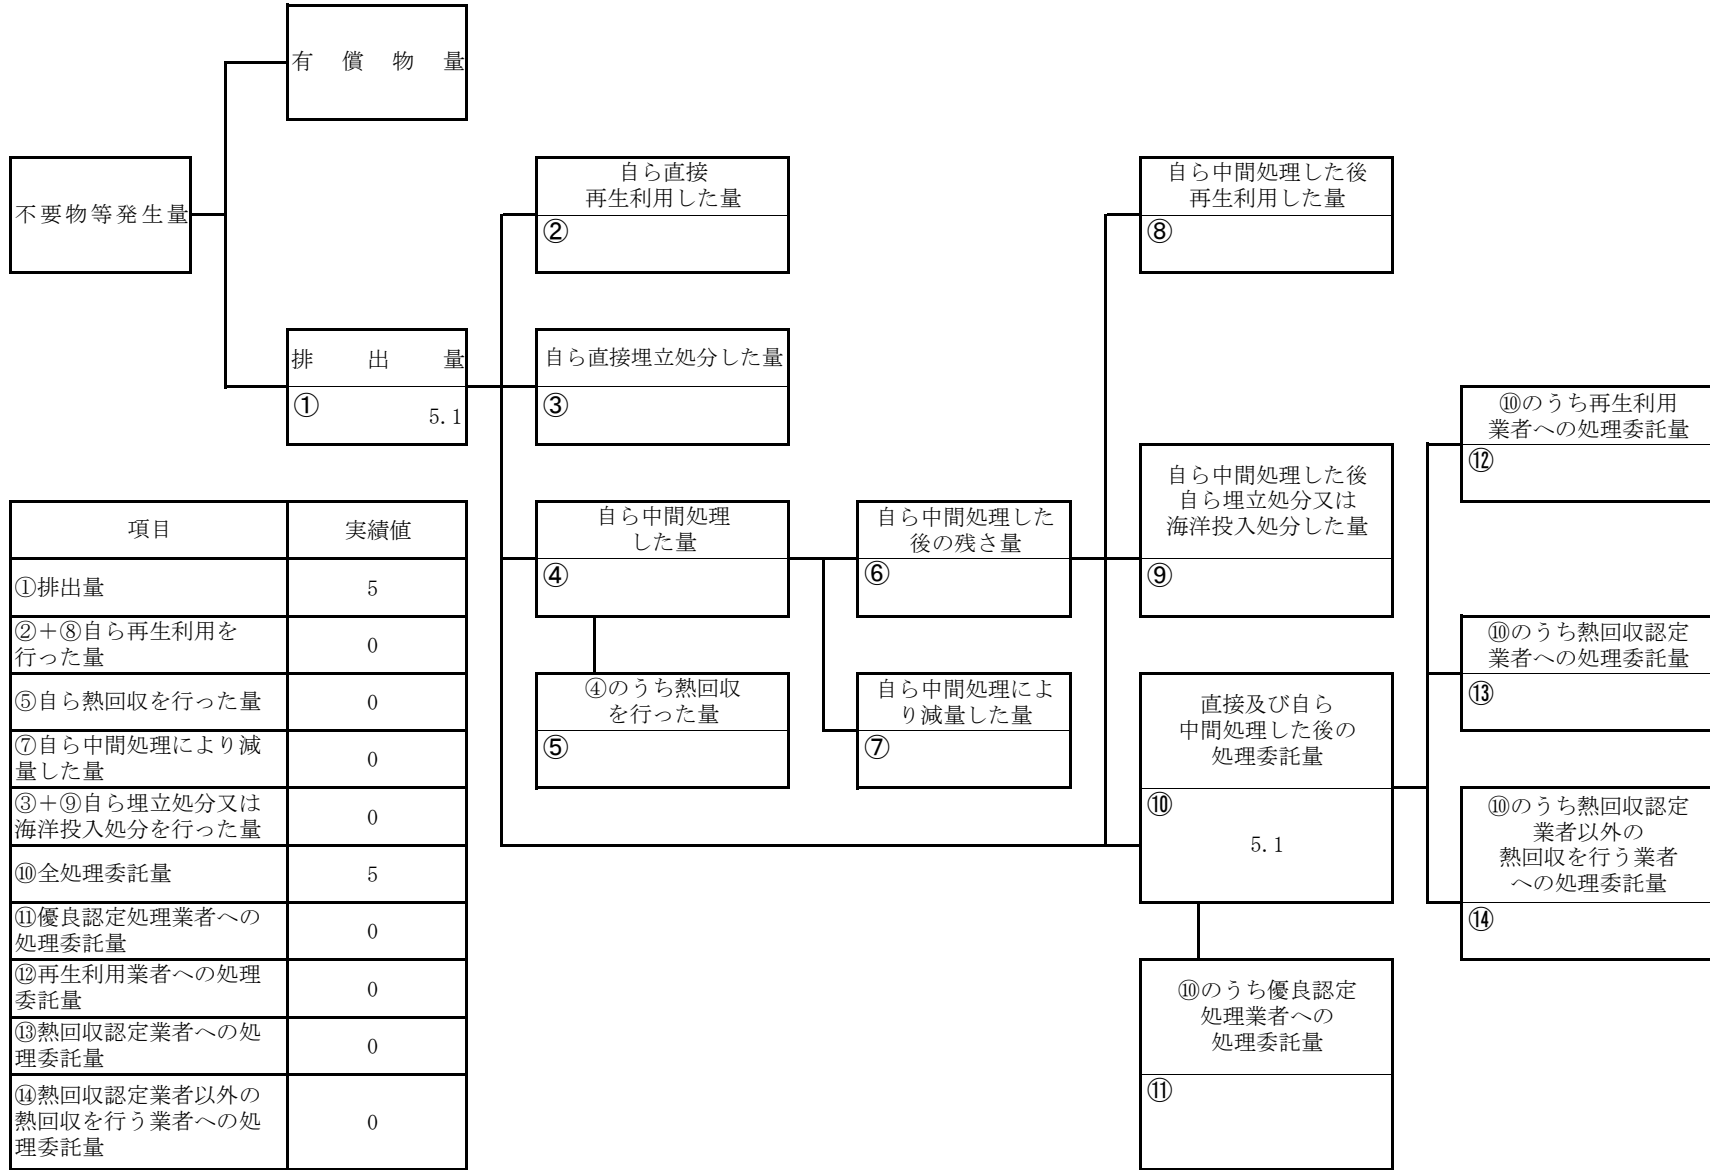 有償物量
不要物等発生量
自ら直接
再生利用した量
②
自ら中間処理した後
再生利用した量
⑧
排出量
①
5.1
自ら直接埋立処分した量
③
⑩のうち再生利用
業者への処理委託量
⑫
自ら中間処理した後
自ら埋立処分又は
海洋投入処分した量
⑨
自ら中間処理
した量
④
自ら中間処理した
後の残さ量
⑥
⑩のうち熱回収認定
業者への処理委託量
⑬
④のうち熱回収
を行った量
⑤
自ら中間処理によ
り減量した量
⑦
直接及び自ら
中間処理した後の
処理委託量
⑩
5.1
⑩のうち熱回収認定
業者以外の
熱回収を行う業者
への処理委託量
⑭
⑩のうち優良認定
処理業者への
処理委託量
⑪
項目 実績値
①排出量 5
②＋⑧自ら再生利用を
行った量 0
⑤自ら熱回収を行った量 0
⑦自ら中間処理により減
量した量 0
③＋⑨自ら埋立処分又は
海洋投入処分を行った量 0
⑩全処理委託量 5
⑪優良認定処理業者への
処理委託量 0
⑫再生利用業者への処理
委託量 0
⑬熱回収認定業者への処
理委託量 0
⑭熱回収認定業者以外の
熱回収を行う業者への処
理委託量 0